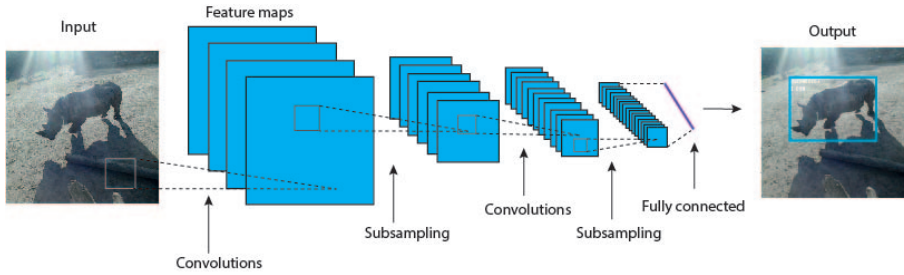 Feature maps
Input
Output
Convolutions
Subsampling
Convolutions
Subsampling
Fully connected